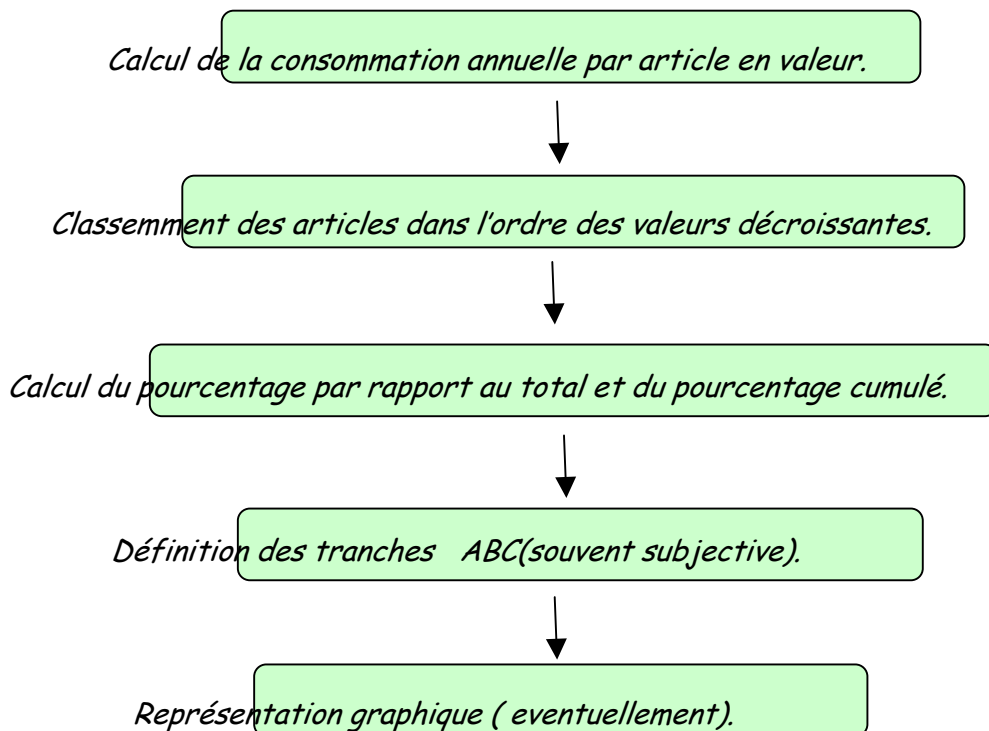 Calcul de la consommation annuelle par article en valeur.
Classemment des articles dans l'ordre des valeurs décroissantes.
Calcul du pourcentage par rapport au total et du pourcentage cumulé.
Définition des tranches ABC(souvent subjective).
Représentation graphique ( eventuellement).